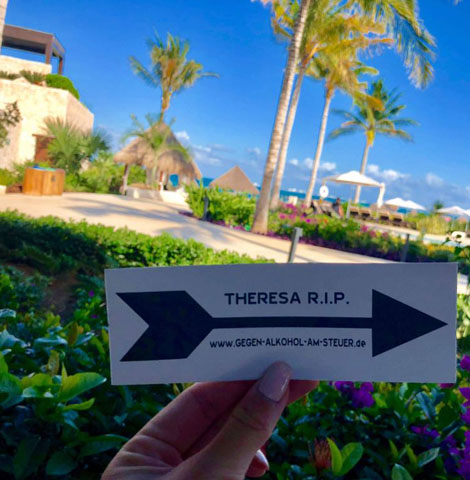 THERESA R.I.P.
www.GEGEN-ALKOHOL-AM-STEUER.de